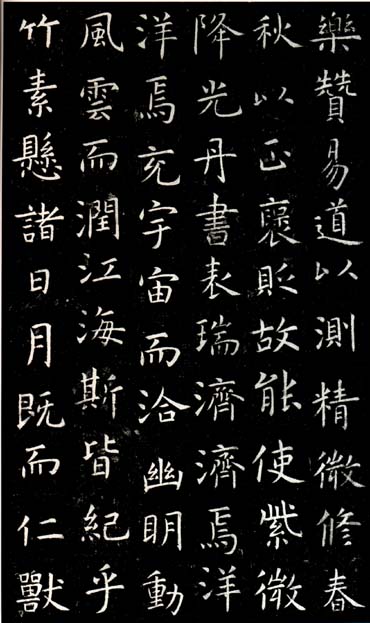 樂贊易道以測精微修春
秋以正褒貶故能使紫微
降光丹書表瑞濟濟焉洋
洋焉充宇宙而洽幽明動
風雲而潤江海斯皆紀乎
竹素懸諸日月既而仁獸